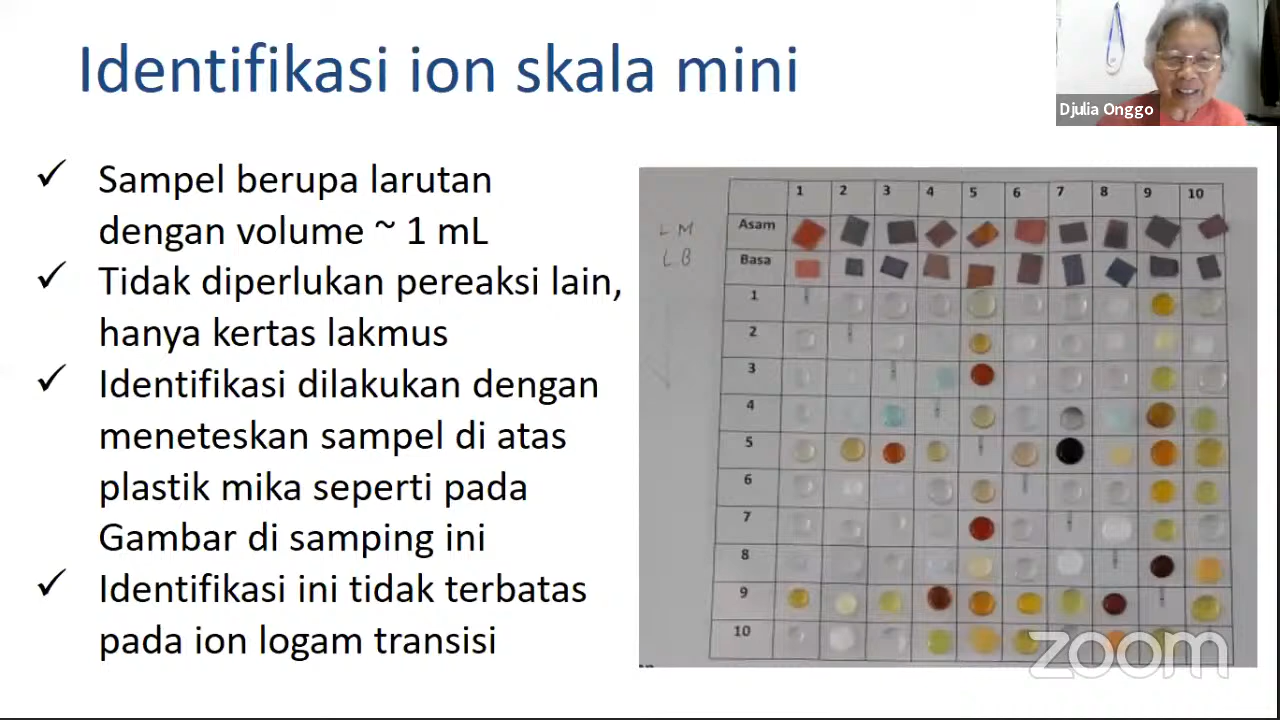 Identifikasi ion skala mini
Djulia Onggo
✓ Sampel berupa larutan
dengan volume ~ 1 mL
✓ Tidak diperlukan pereaksi lain,
hanya kertas lakmus
✓ Identifikasi dilakukan dengan
meneteskan sampel di atas
plastik mika seperti pada
Gambar di samping ini
✓ Identifikasi ini tidak terbatas
pada ion logam transisi
1 2 3 4 5 6 7 8 9 10
LM Asam
LB Basa
1
2
3
4
5
6
7
8
9
10
zoom